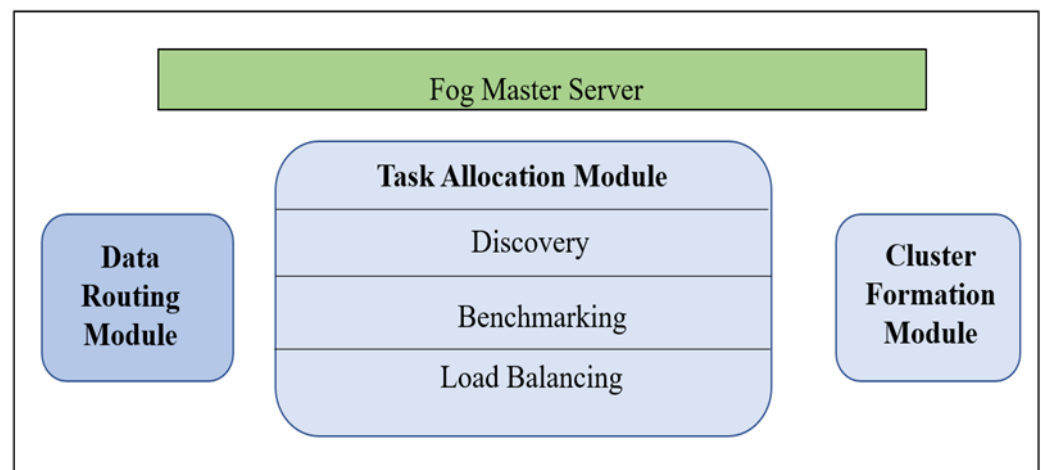 Fog Master Server
Task Allocation Module
Discovery
Benchmarking
Load Balancing
Data
Routing
Module
Cluster
Formation
Module